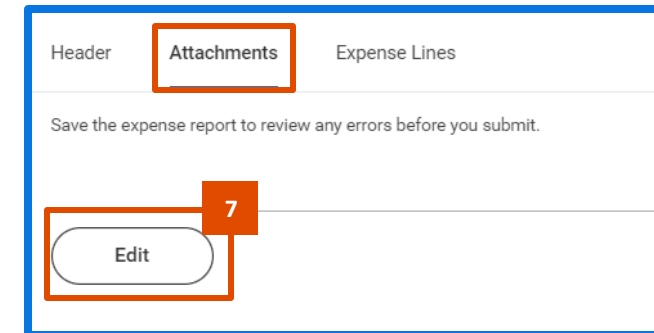 Header Attachments Expense Lines
Save the expense report to review any errors before you submit.
7
Edit